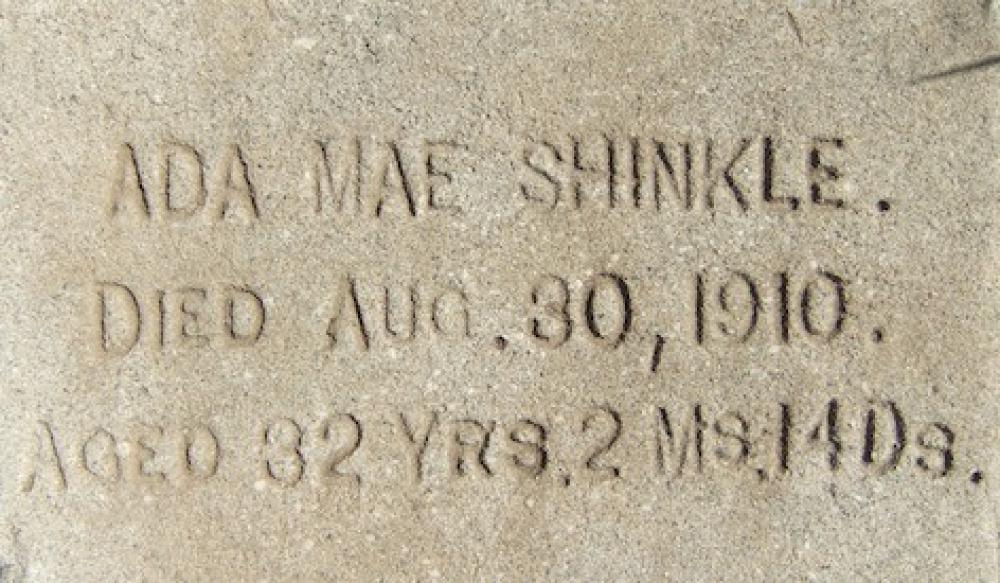 ADA MAE SHINKLE.
DIED AUG. 30, 1910.
AGED 32 YRS. 2 MS. 14 DS.